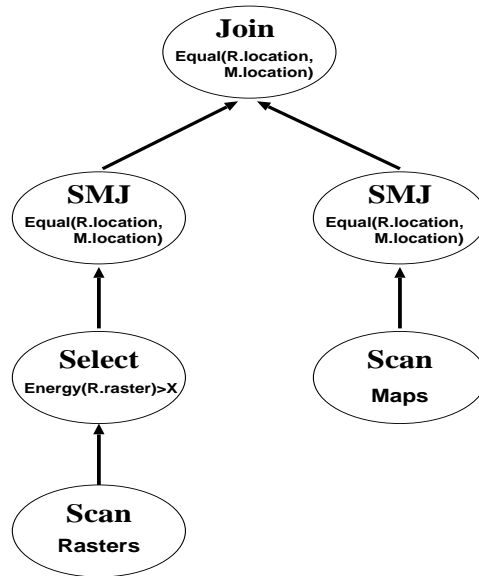 Join
Equal(R.location,
M.location)
SMJ
Equal(R.location,
M.location)
SMJ
Equal(R.location,
M.location)
Select
Energy(R.raster)>X
Scan
Maps
Scan
Rasters